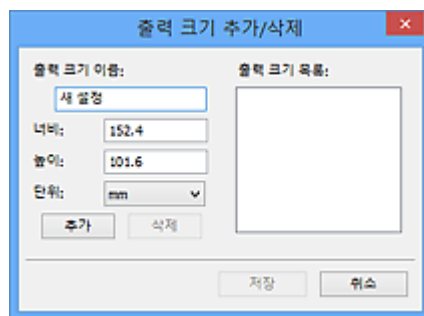 출력 크기 추가/삭제
출력 크기 이름:
새 설정
너비:
152.4
높이:
101.6
단위:
mm
추가
삭제
출력 크기 목록:
저장
취소